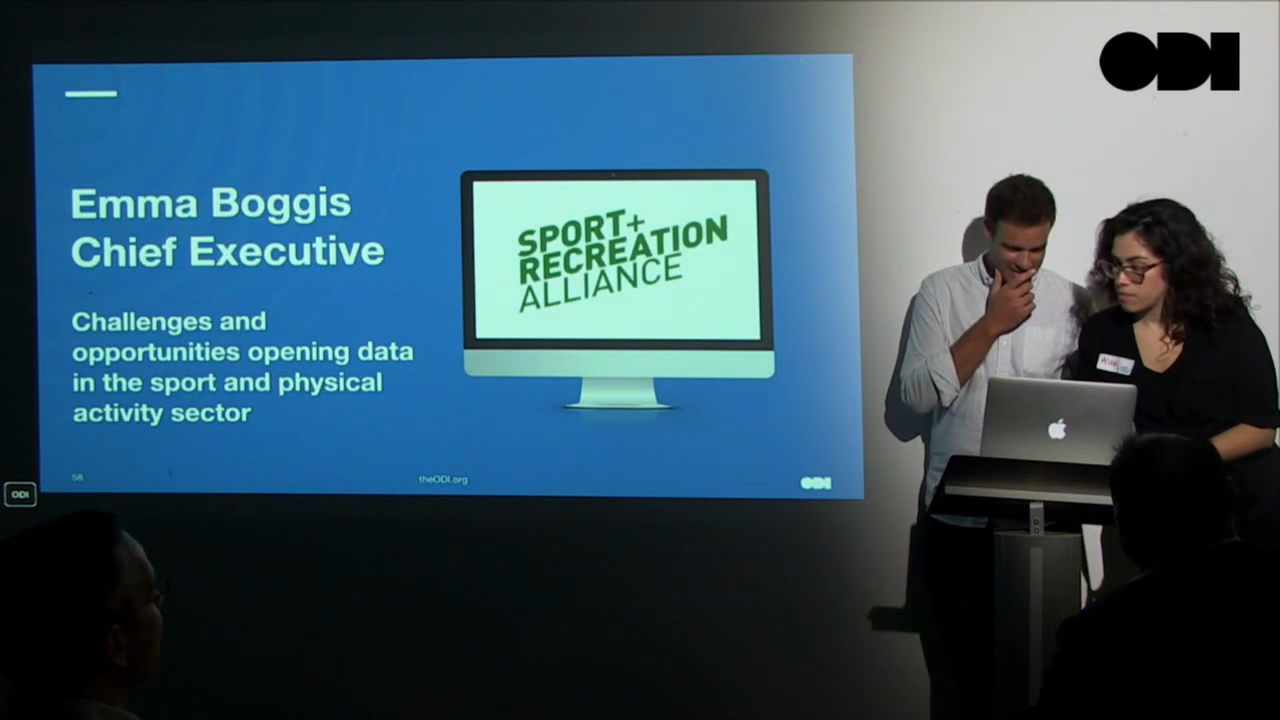 ODI
Emma Boggis
Chief Executive
Challenges and
opportunities opening data
in the sport and physical
activity sector
SPORT+
RECREATION
ALLIANCE
58
theODI.org
ODI
ODI